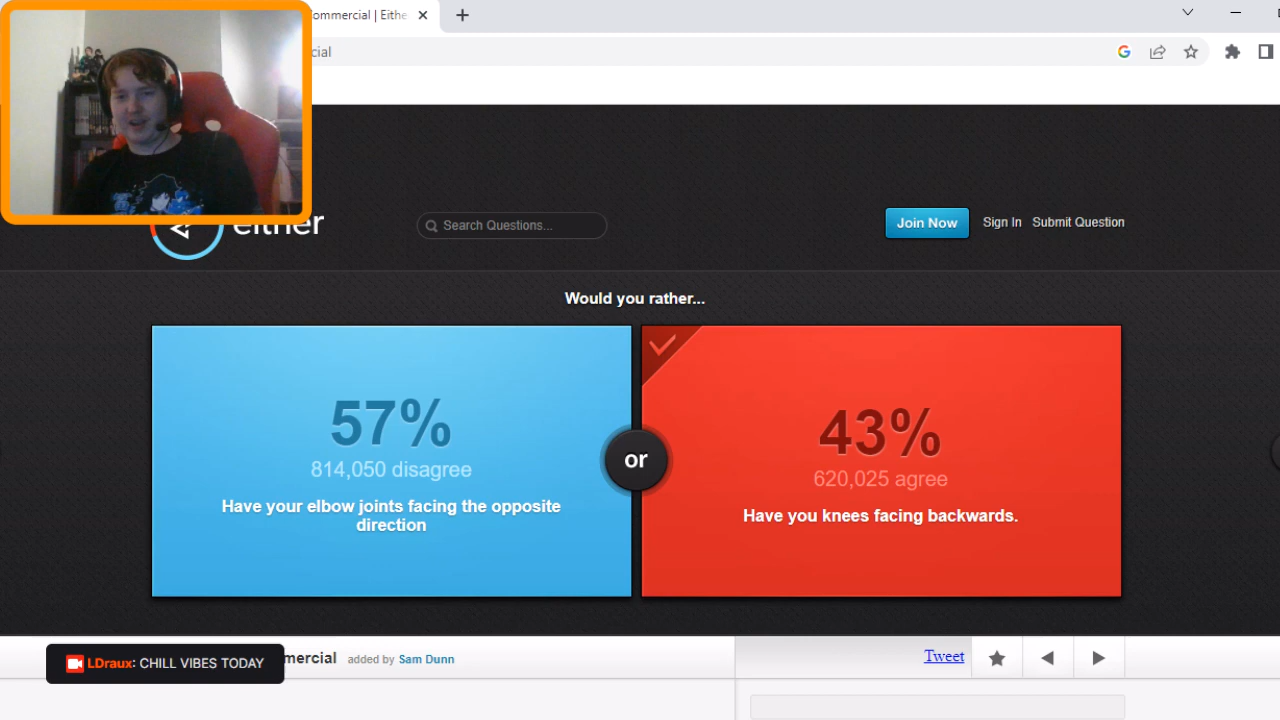 ommercial | Eithe
cial
either
Search Questions...
Join Now
Sign In
Submit Question
Would you rather...
57%
814,050 disagree
Have your elbow joints facing the opposite
direction
or
43%
620,025 agree
Have you knees facing backwards.
LDraux: CHILL VIBES TODAY
mmercial added by Sam Dunn
Tweet